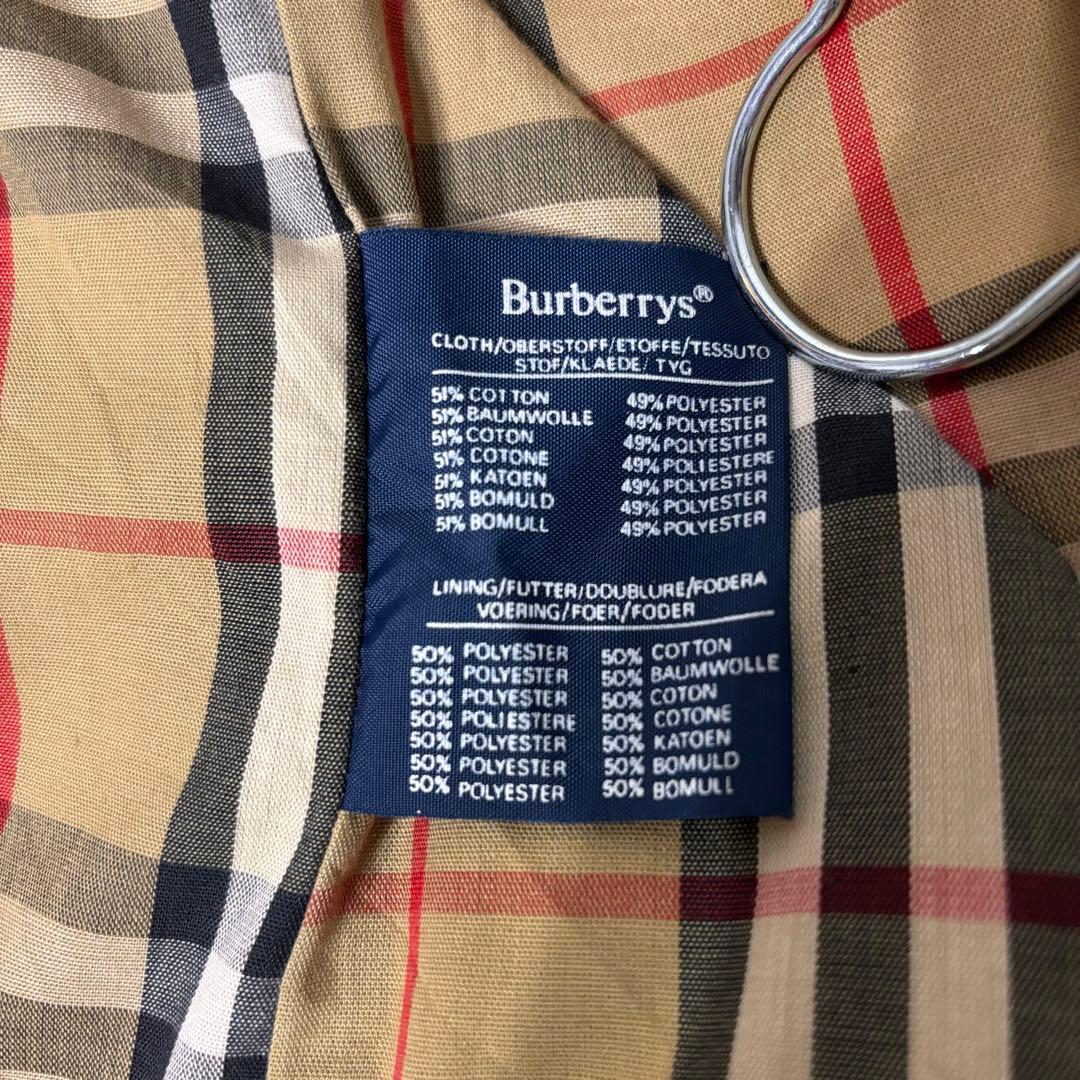 Burberrys®
CLOTH/OBERSTOFF/ETOFFE/TESSUTO
STOF/KLAEDE/ TYG
51% COTTON 49% POLYESTER
51% BAUMWOLLE 49% POLYESTER
51% COTON 49% POLYESTER
51% COTONE 49% POLIESTERE
51% KATOEN 49% POLYESTER
51% BOMULD 49% POLYESTER
51% BOMULL 49% POLYESTER
LINING/FUTTER/DOUBLURE/FODERA
VOERING/FOER/FODER
50% POLYESTER 50% COTTON
50% POLYESTER 50% BAUMWOLLE
50% POLYESTER 50% COTON
50% POLIESTERE 50% COTONE
50% POLYESTER 50% KATOEN
50% POLYESTER 50% BOMULD
50% POLYESTER 50% BOMULL